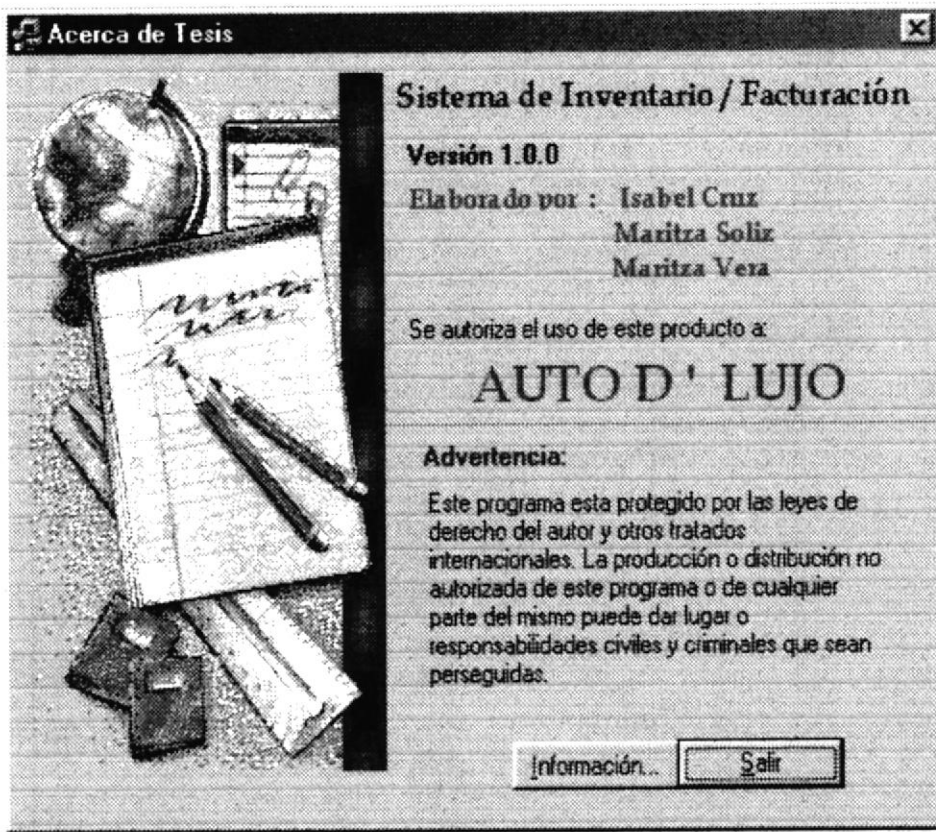 Acerca de Tesis
Sistema de Inventario / Facturación
Versión 1.0.0
Elaborado por : Isabel Cruz
Maritza Soliz
Maritza Vera
Se autoriza el uso de este producto a:
AUTO D ' LUJO
Advertencia:
Este programa esta protegido por las leyes de
derecho del autor y otros tratados
internacionales. La producción o distribución no
autorizada de este programa o de cualquier
parte del mismo puede dar lugar o
responsabilidades civiles y criminales que sean
perseguidas.
Información...
Salir